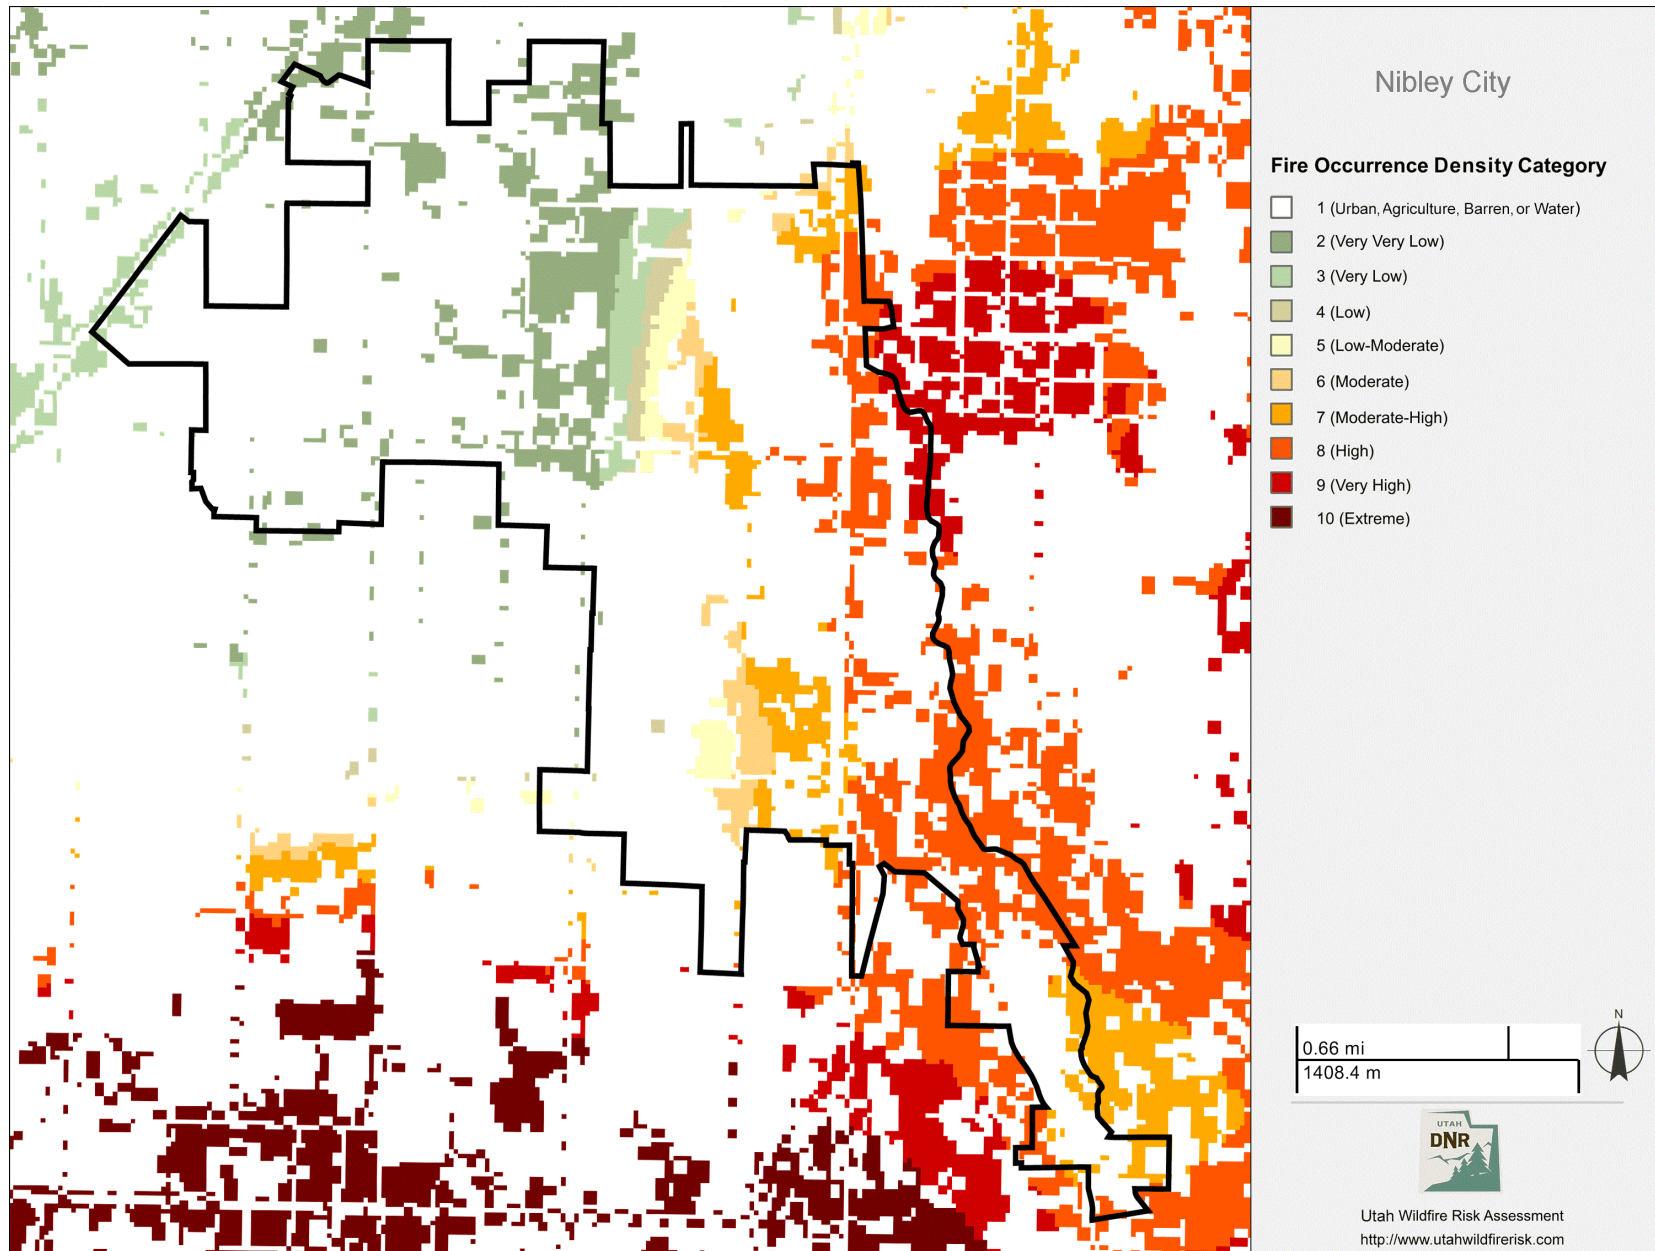 Nibley City
Fire Occurrence Density Category
1 (Urban, Agriculture, Barren, or Water)
2 (Very Very Low)
3 (Very Low)
4 (Low)
5 (Low-Moderate)
6 (Moderate)
7 (Moderate-High)
8 (High)
9 (Very High)
10 (Extreme)
N
0.66 mi
1408.4 m
UTAH
DNR
Utah Wildfire Risk Assessment
http://www.utahwildfirerisk.com